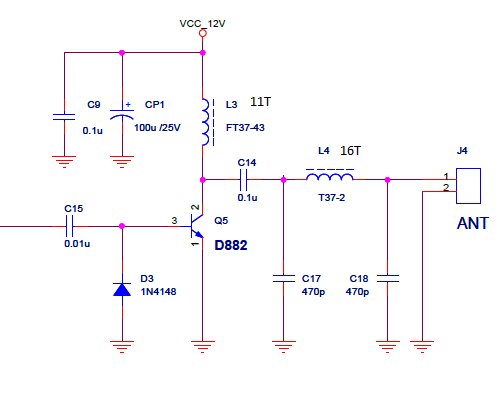 VCC_12V
C9
0.1u
CP1
+
100u /25V
L3 11T
FT37-43
C14
0.1u
L4 16T
T37-2
J4
1
2
ANT
C15
0.01u
3
2
1
Q5
D882
D3
1N4148
C17
470p
C18
470p